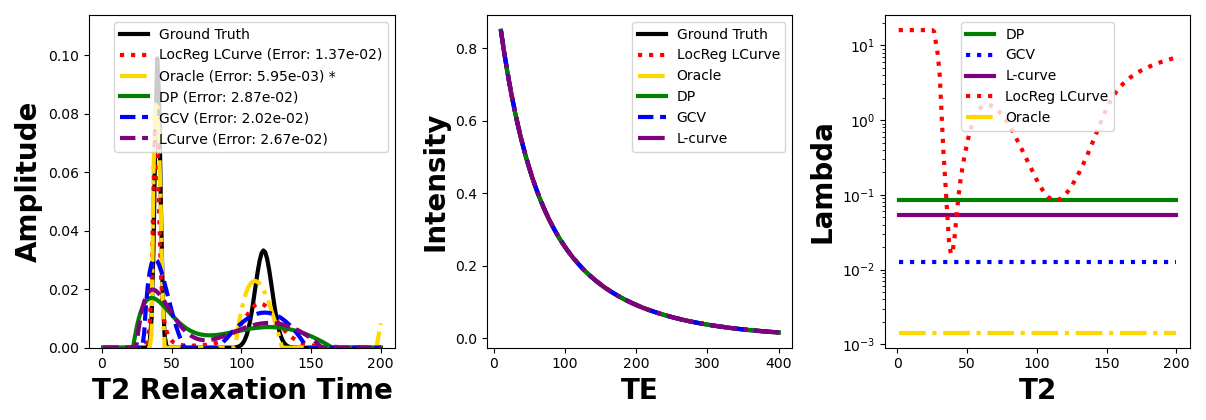 Amplitude
0.10
0.08
0.06
0.04
0.02
0.00
Ground Truth
LocReg LCurve (Error: 1.37e-02)
Oracle (Error: 5.95e-03) *
DP (Error: 2.87e-02)
GCV (Error: 2.02e-02)
LCurve (Error: 2.67e-02)
0 50 100 150 200
T2 Relaxation Time
Intensity
0.8
0.6
0.4
0.2
0.0
Ground Truth
LocReg LCurve
Oracle
DP
GCV
L-curve
0 100 200 300 400
TE
Lambda
10¹
10⁰
10⁻¹
10⁻²
10⁻³
DP
GCV
L-curve
LocReg LCurve
Oracle
0 50 100 150 200
T2